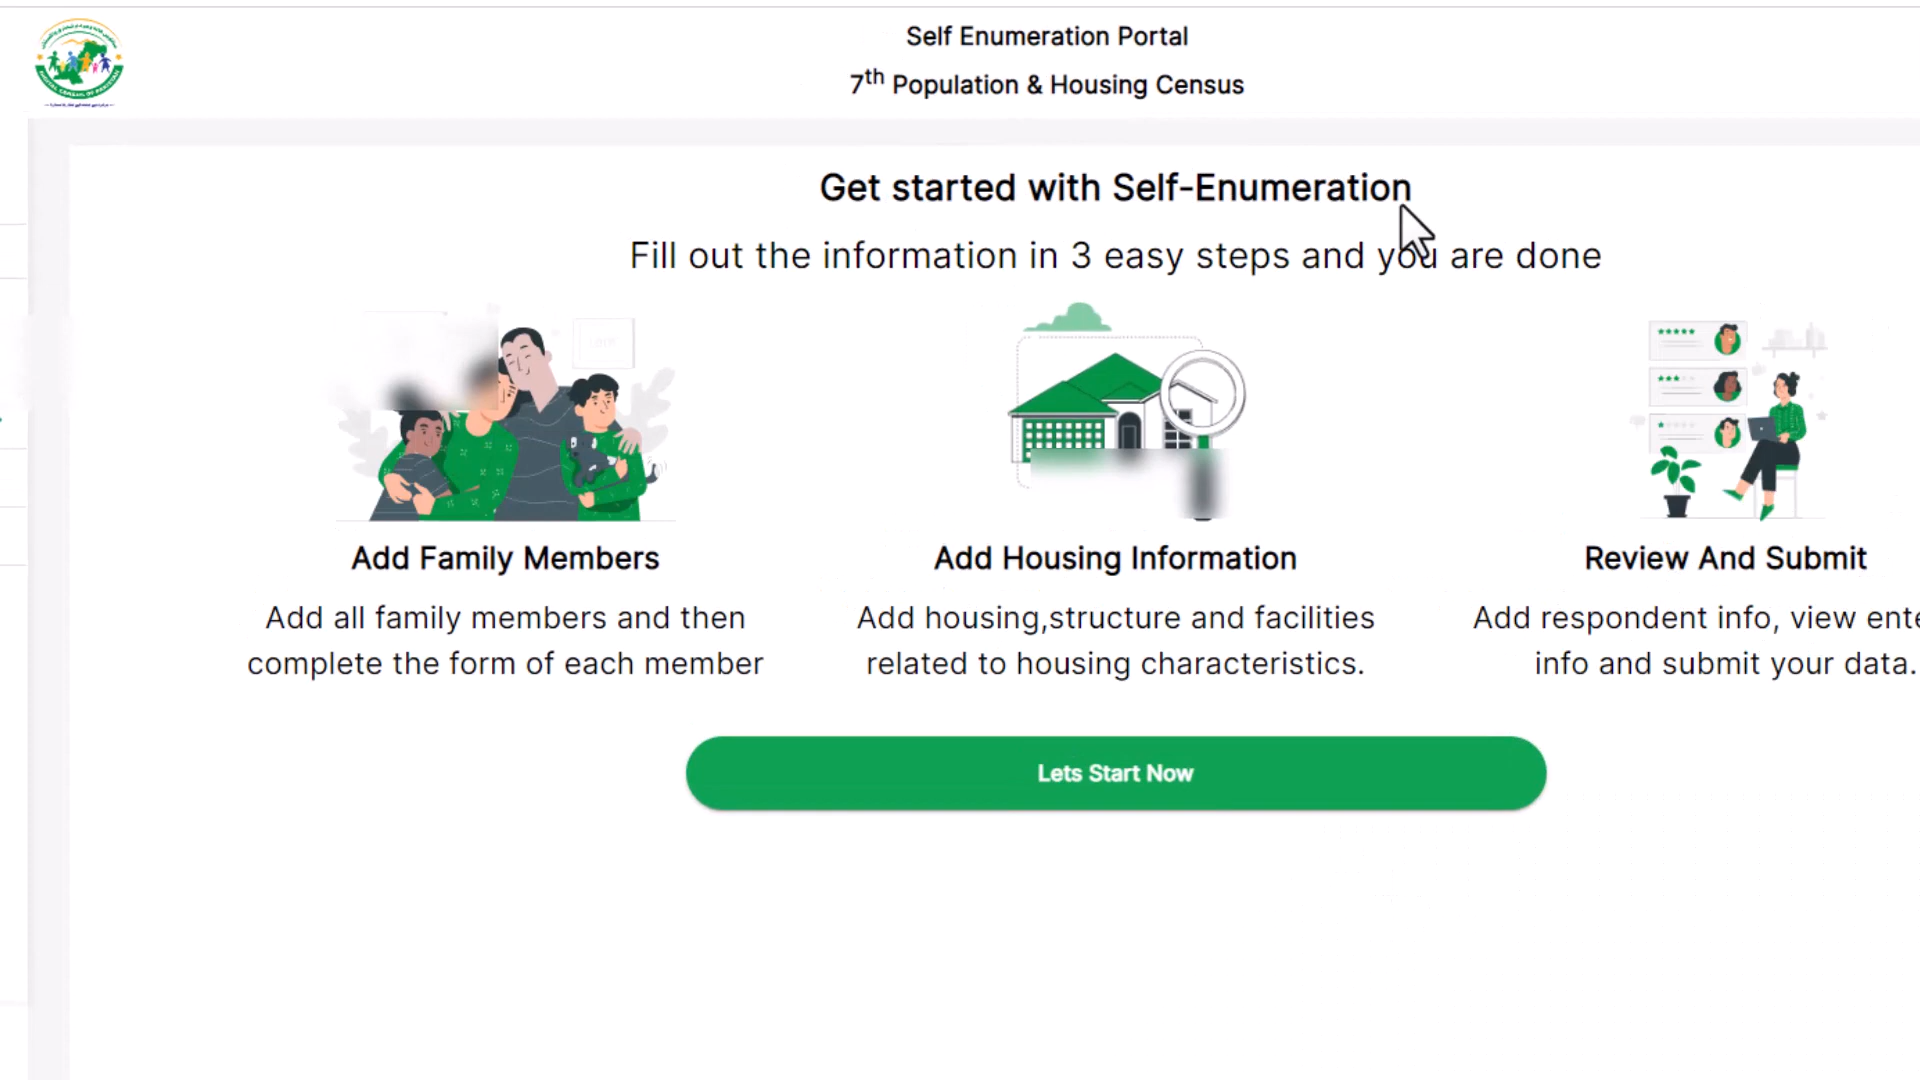 Self Enumeration Portal
7th Population & Housing Census
Get started with Self-Enumeration
Fill out the information in 3 easy steps and you are done
Add Family Members
Add all family members and then
complete the form of each member
Add Housing Information
Add housing,structure and facilities
related to housing characteristics.
Review And Submit
Add respondent info, view ente
info and submit your data.
Lets Start Now